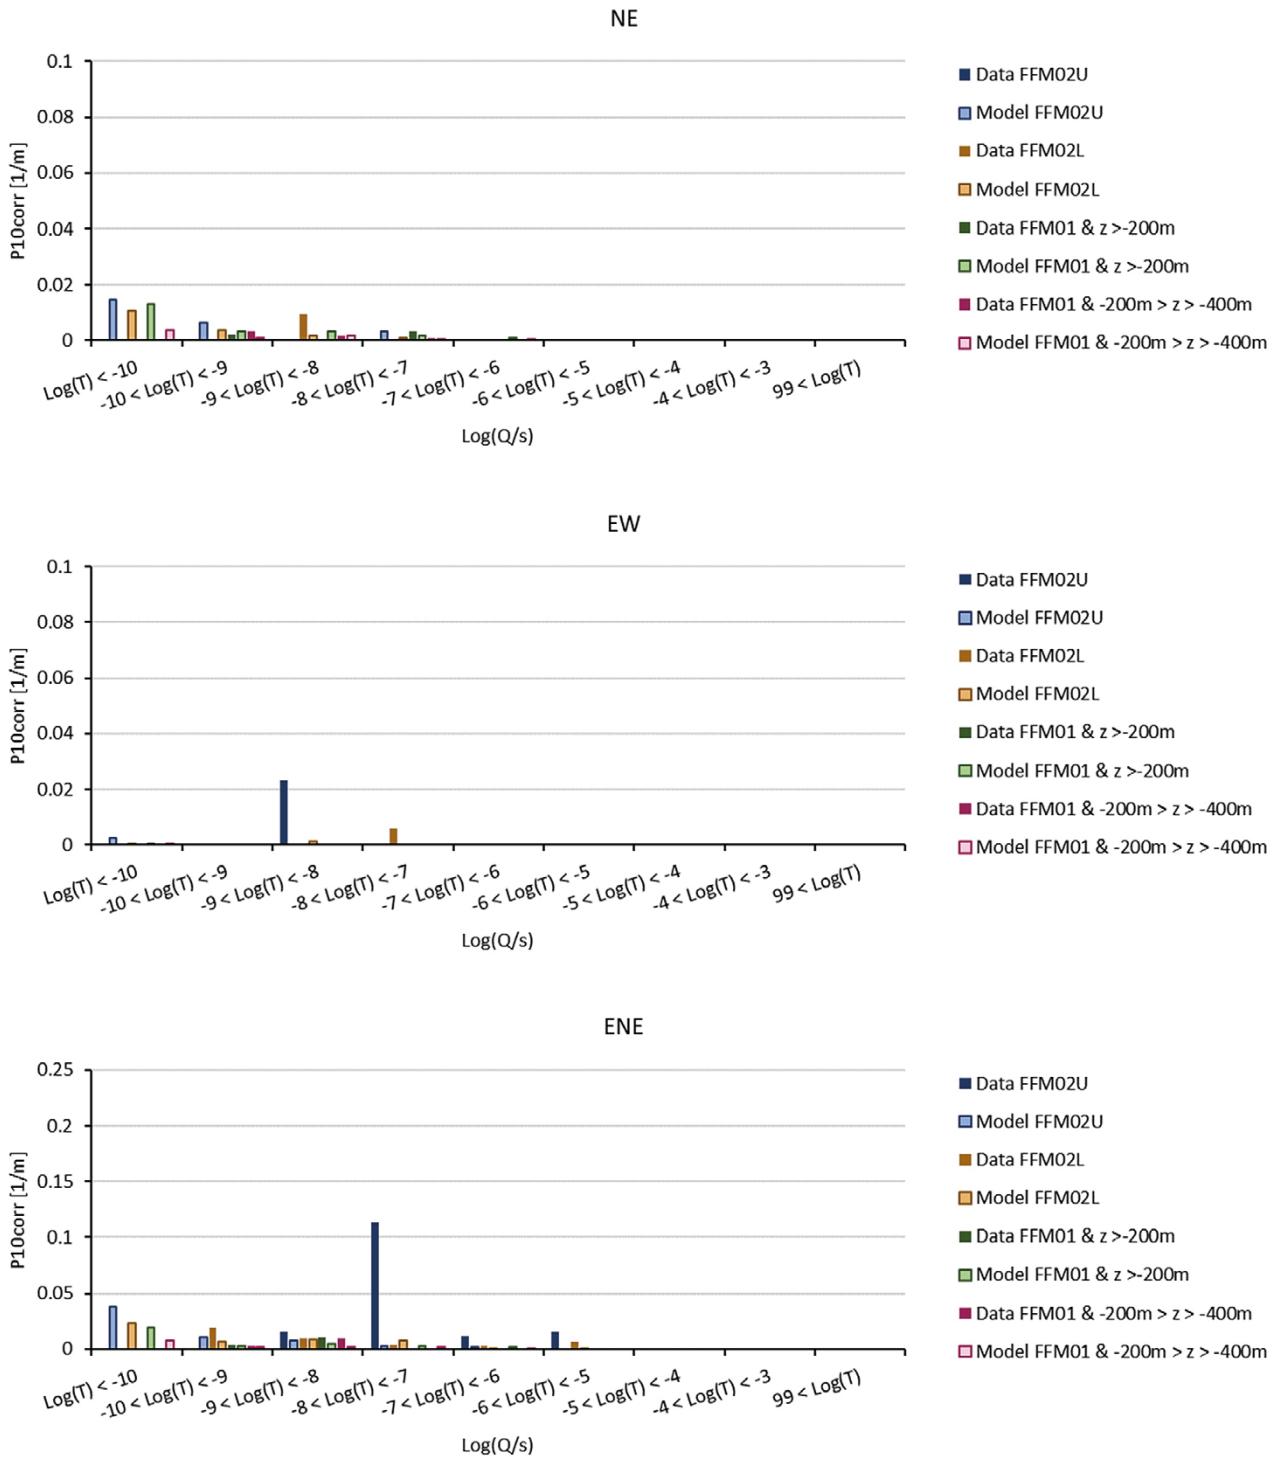 NE
0.1
0.08
0.06
0.04
0.02
0
P10corr [1/m]
Log(T) < -10
-10 < Log(T) < -9
-9 < Log(T) < -8
-8 < Log(T) < -7
-7 < Log(T) < -6
-6 < Log(T) < -5
-5 < Log(T) < -4
-4 < Log(T) < -3
99 < Log(T)
Log(Q/s)
Data FFM02U
Model FFM02U
Data FFM02L
Model FFM02L
Data FFM01 & z >-200m
Model FFM01 & z >-200m
Data FFM01 & -200m > z > -400m
Model FFM01 & -200m > z > -400m
EW
0.1
0.08
0.06
0.04
0.02
0
P10corr [1/m]
Log(T) < -10
-10 < Log(T) < -9
-9 < Log(T) < -8
-8 < Log(T) < -7
-7 < Log(T) < -6
-6 < Log(T) < -5
-5 < Log(T) < -4
-4 < Log(T) < -3
99 < Log(T)
Log(Q/s)
Data FFM02U
Model FFM02U
Data FFM02L
Model FFM02L
Data FFM01 & z >-200m
Model FFM01 & z >-200m
Data FFM01 & -200m > z > -400m
Model FFM01 & -200m > z > -400m
ENE
0.25
0.2
0.15
0.1
0.05
0
P10corr [1/m]
Log(T) < -10
-10 < Log(T) < -9
-9 < Log(T) < -8
-8 < Log(T) < -7
-7 < Log(T) < -6
-6 < Log(T) < -5
-5 < Log(T) < -4
-4 < Log(T) < -3
99 < Log(T)
Log(Q/s)
Data FFM02U
Model FFM02U
Data FFM02L
Model FFM02L
Data FFM01 & z >-200m
Model FFM01 & z >-200m
Data FFM01 & -200m > z > -400m
Model FFM01 & -200m > z > -400m